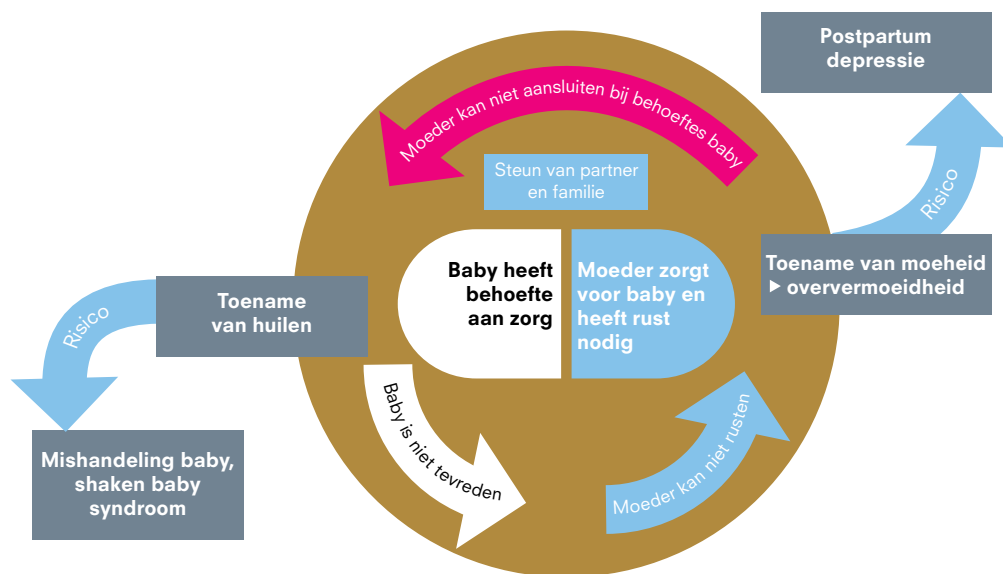 Postpartum
depressie
Moeder kan niet aansluiten bij behoeftes baby
Risico
Steun van partner
en familie
Baby heeft
behoefte
aan zorg
Moeder zorgt
voor baby en
heeft rust
nodig
Toename van moeheid
▶ oververmoeidheid
Toename
van huilen
Risico
Baby is niet tevreden
Moeder kan niet rusten
Mishandeling baby,
shaken baby
syndroom